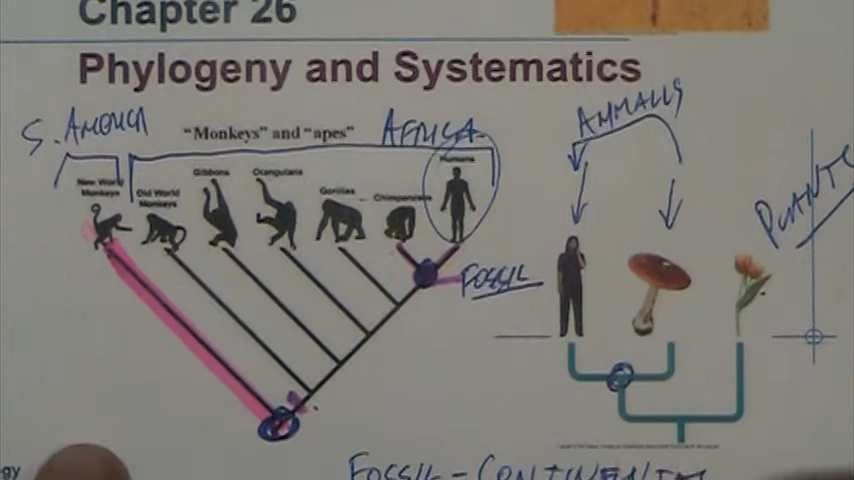 Chapter 26
Phylogeny and Systematics
S. AMERICA
"Monkeys" and "apes"
AFRICA
ANIMALS
PLANTS
New World
Monkeys
Old World
Monkeys
Gibbons
Orangutans
Gorillas
Chimpanzees
Humans
FOSSIL
FOSSIL - CONTINENTAL
gy